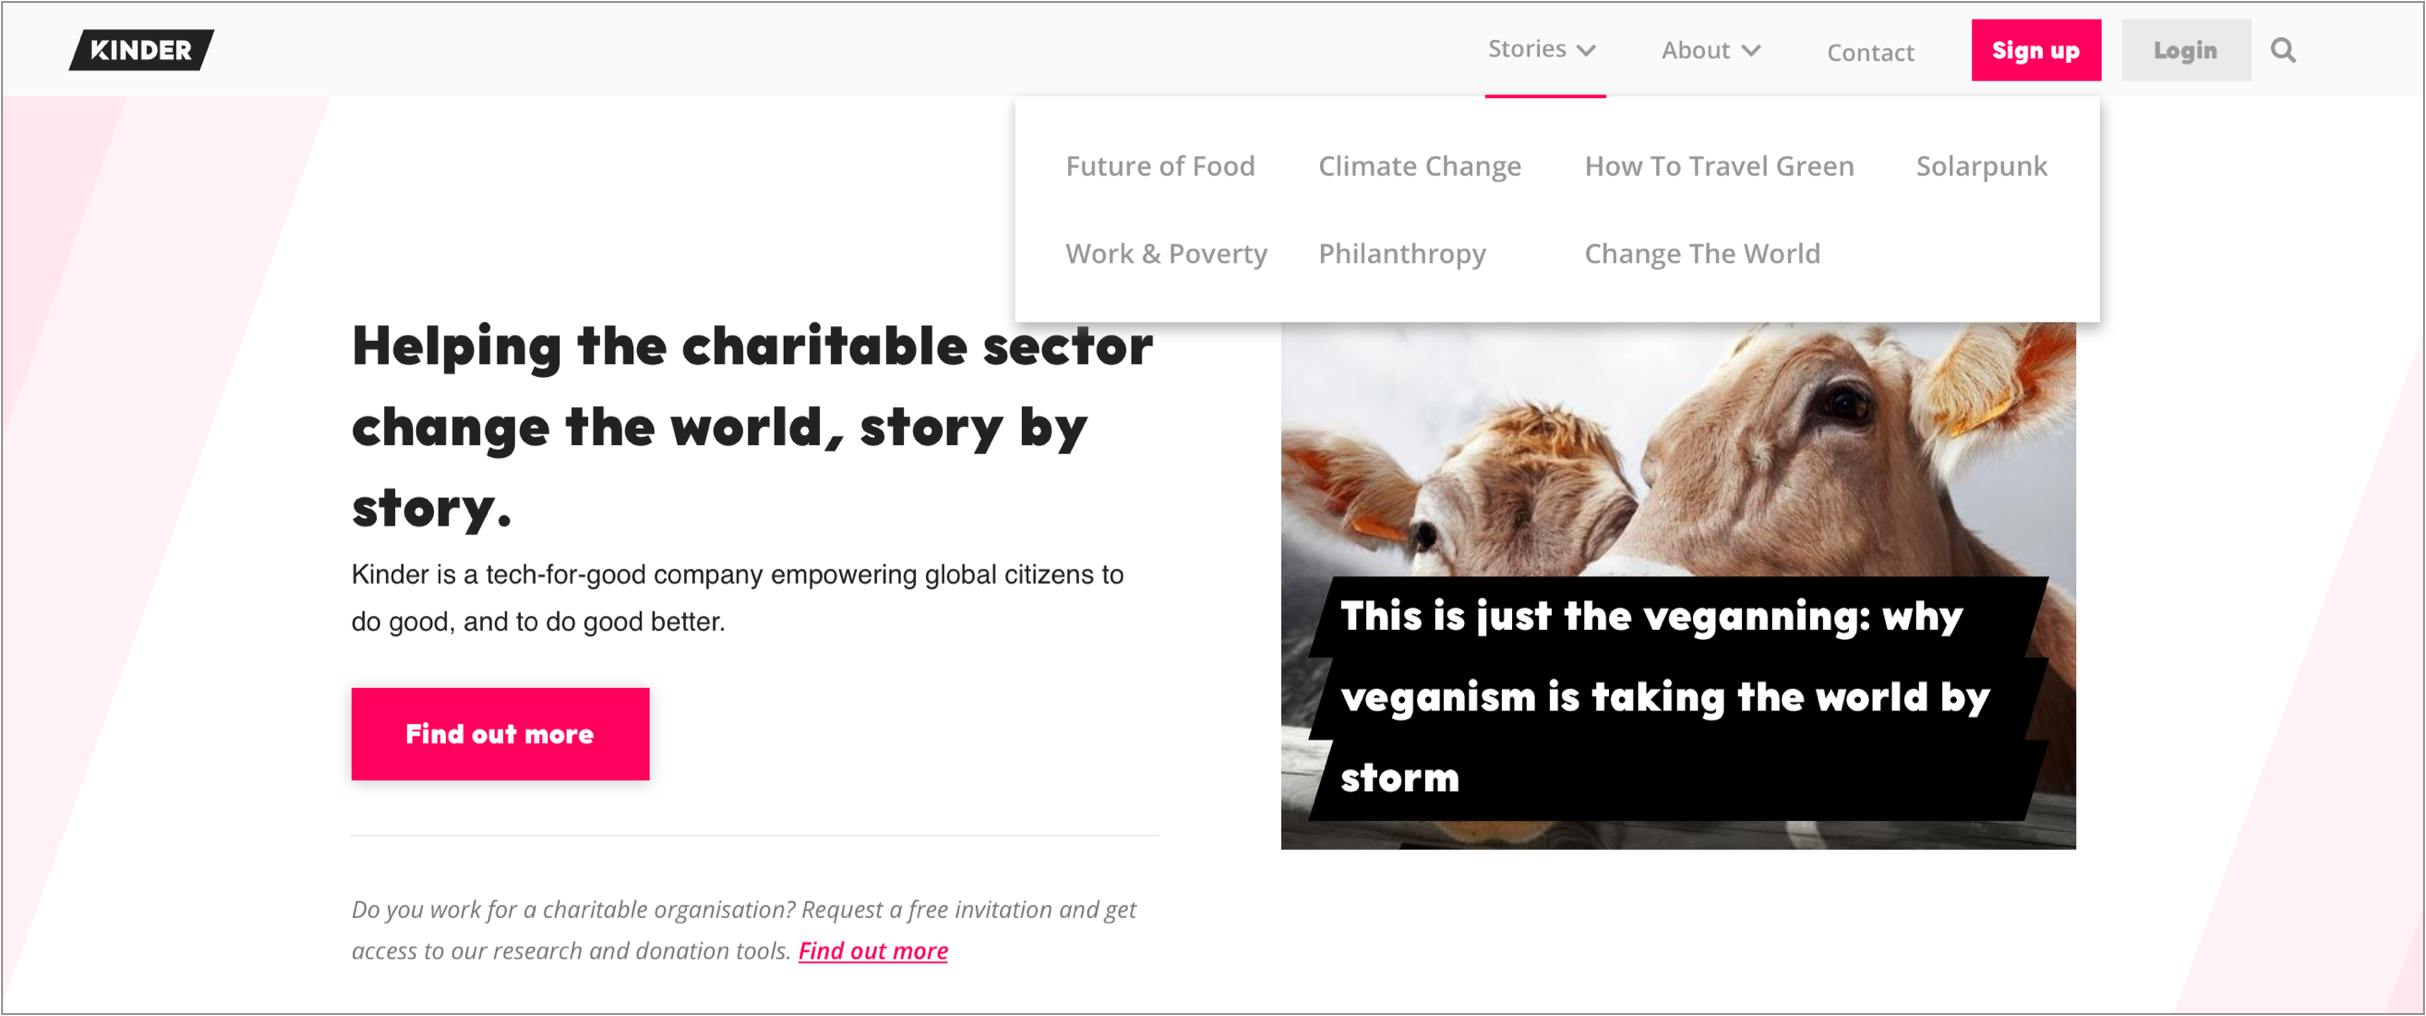 KINDER
Stories
About
Contact
Sign up
Login
Future of Food
Climate Change
How To Travel Green
Solarpunk
Work & Poverty
Philanthropy
Change The World
Helping the charitable sector
change the world, story by
story.
Kinder is a tech-for-good company empowering global citizens to
do good, and to do good better.
Find out more
This is just the veganning: why
veganism is taking the world by
storm
Do you work for a charitable organisation? Request a free invitation and get
access to our research and donation tools. Find out more